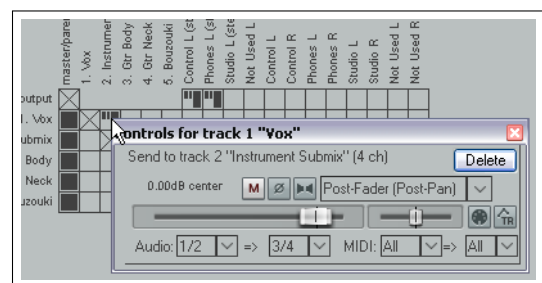 master/pare
1. Vox
2. Instrumer
3. Gtr Body
4. Gtr Neck
5. Bouzouki
Control L (ste
Phones L (st
Studio L (ste
Not Used L
Control L
Control R
Phones L
Phones R
Studio L
Studio R
Not Used L
Not Used R
output
1. Vox
ubmix
Body
Neck
uzouki
ontrols for track 1 "Vox"
Send to track 2 "Instrument Submix" (4 ch)
Delete
0.00dB center
M
Ø
Post-Fader (Post-Pan)
TR
Audio: 1/2 => 3/4 MIDI: All => All